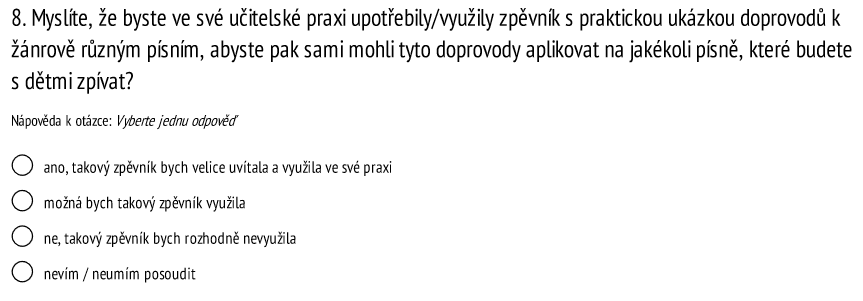 8. Myslíte, že byste ve své učitelské praxi upotřebily/využily zpěvník s praktickou ukázkou doprovodů k
žánrově různým písním, abyste pak sami mohli tyto doprovody aplikovat na jakékoli písně, které budete
s dětmi zpívat?
Nápověda k otázce: Vyberte jednu odpověď
ano, takový zpěvník bych velice uvítala a využila ve své praxi
možná bych takový zpěvník využila
ne, takový zpěvník bych rozhodně nevyužila
nevím / neumím posoudit